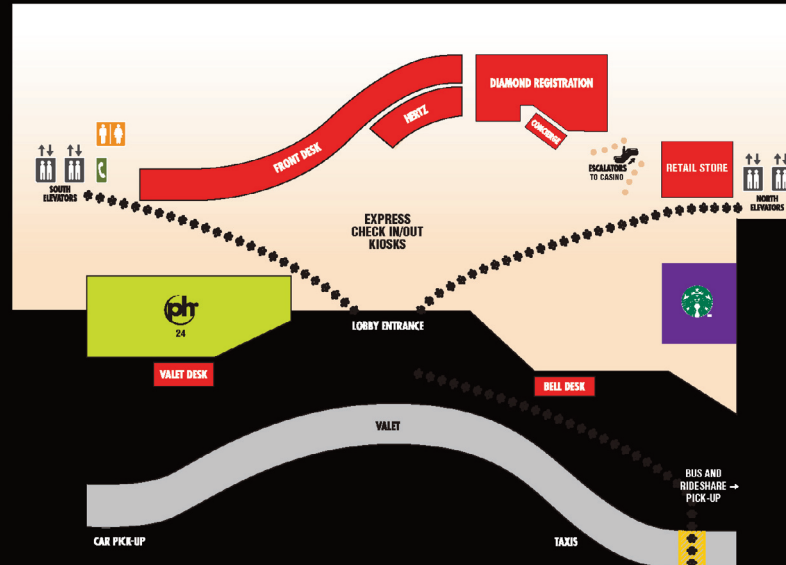 DIAMOND REGISTRATION
HERTZ
CONCIERGE
FRONT DESK
ESCALATORS
TO CASINO
RETAIL STORE
SOUTH
ELEVATORS
NORTH
ELEVATORS
EXPRESS
CHECK IN/OUT
KIOSKS
ph
24
LOBBY ENTRANCE
VALET DESK
BELL DESK
VALET
BUS AND
RIDESHARE →
PICK-UP
CAR PICK-UP
TAXIS